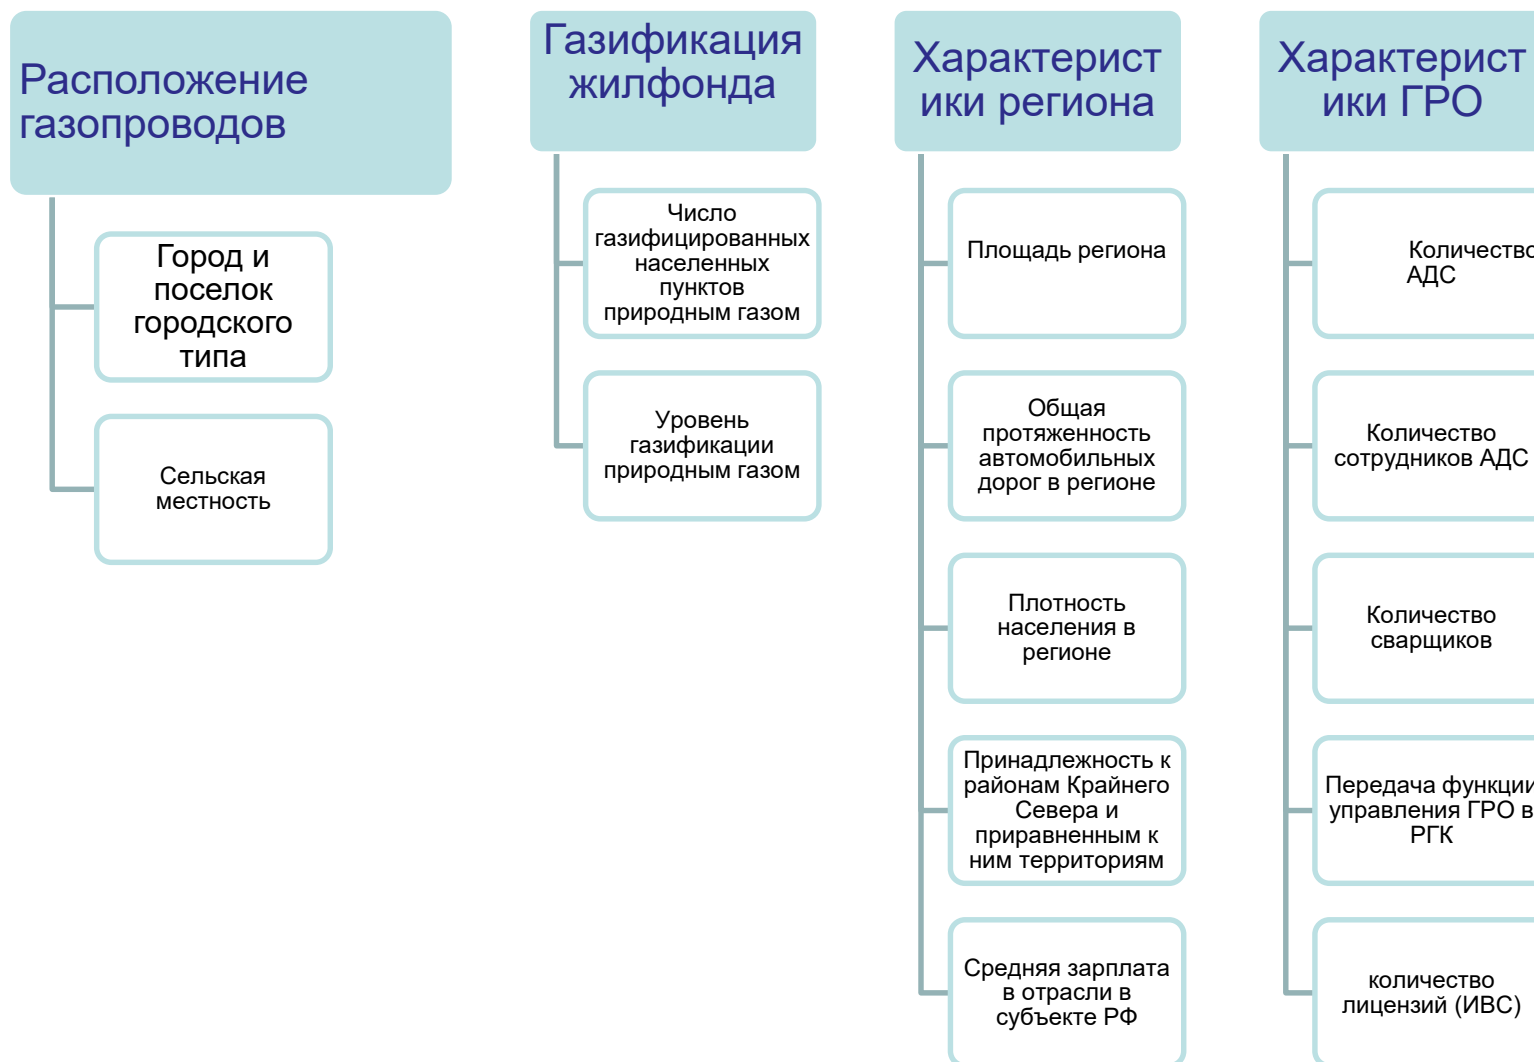 Расположение
газопроводов
Город и
поселок
городского
типа
Сельская
местность
Газификация
жилфонда
Число
газифицированных
населенных
пунктов
природным газом
Уровень
газификации
природным газом
Характерист
ики региона
Площадь региона
Общая
протяженность
автомобильных
дорог в регионе
Плотность
населения в
регионе
Принадлежность к
районам Крайнего
Севера и
приравненным к
ним территориям
Средняя зарплата
в отрасли в
субъекте РФ
Характерист
ики ГРО
Количество
АДС
Количество
сотрудников АДС
Количество
сварщиков
Передача функции
управления ГРО в
РГК
количество
лицензий (ИВС)